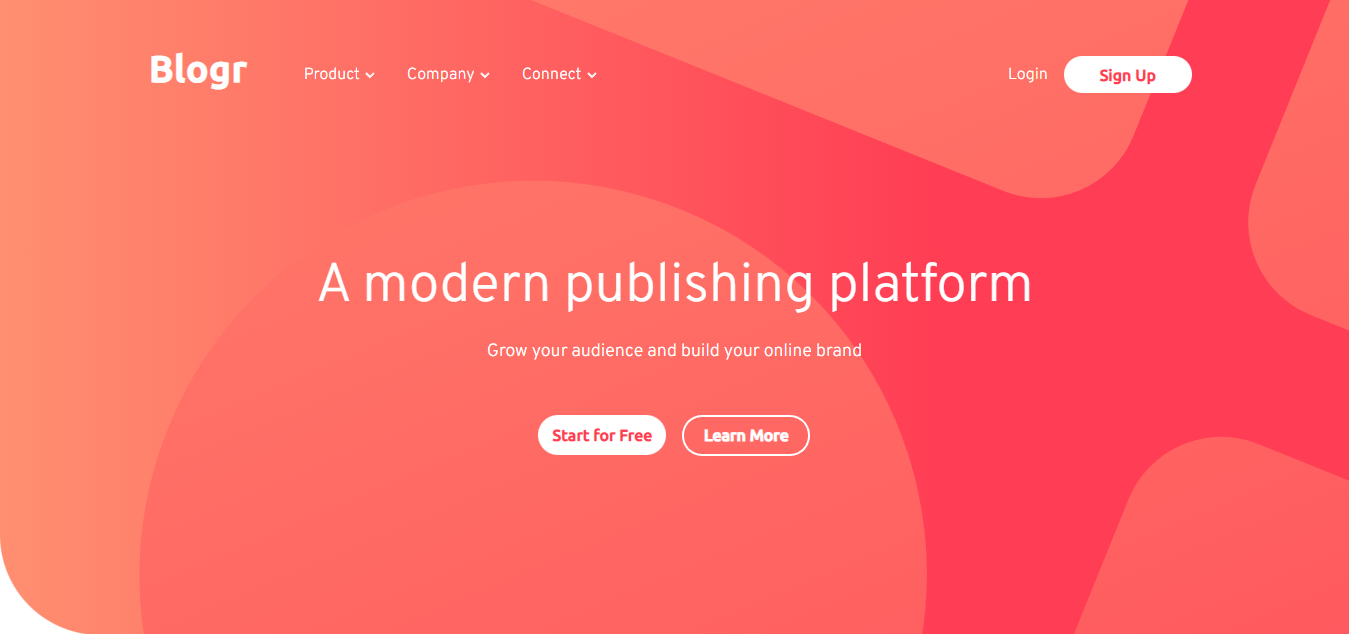 Blogr
Product
Company
Connect
Login
Sign Up
A modern publishing platform
Grow your audience and build your online brand
Start for Free
Learn More